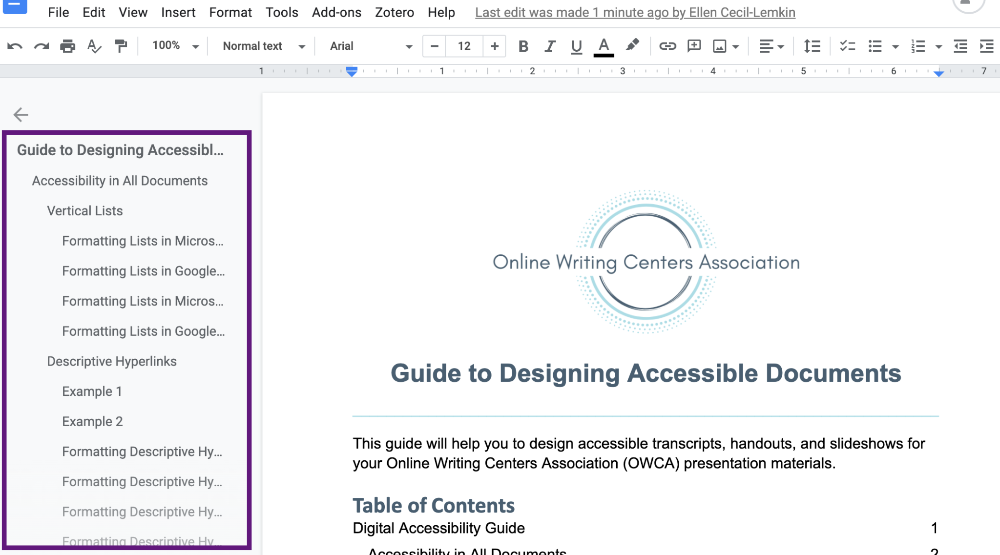 File Edit View Insert Format Tools Add-ons Zotero Help Last edit was made 1 minute ago by Ellen Cecil-Lemkin
100% Normal text Arial 12 B I U A
1 1 2 3 4 5 6 7
Guide to Designing Accessibl...
Accessibility in All Documents
Vertical Lists
Formatting Lists in Micros...
Formatting Lists in Google...
Formatting Lists in Micros...
Formatting Lists in Google...
Descriptive Hyperlinks
Example 1
Example 2
Formatting Descriptive Hy...
Formatting Descriptive Hy...
Formatting Descriptive Hy...
Formatting Descriptive Hy...
Online Writing Centers Association
Guide to Designing Accessible Documents
This guide will help you to design accessible transcripts, handouts, and slideshows for
your Online Writing Centers Association (OWCA) presentation materials.
Table of Contents
Digital Accessibility Guide 1
Accessibility in All Documents 2